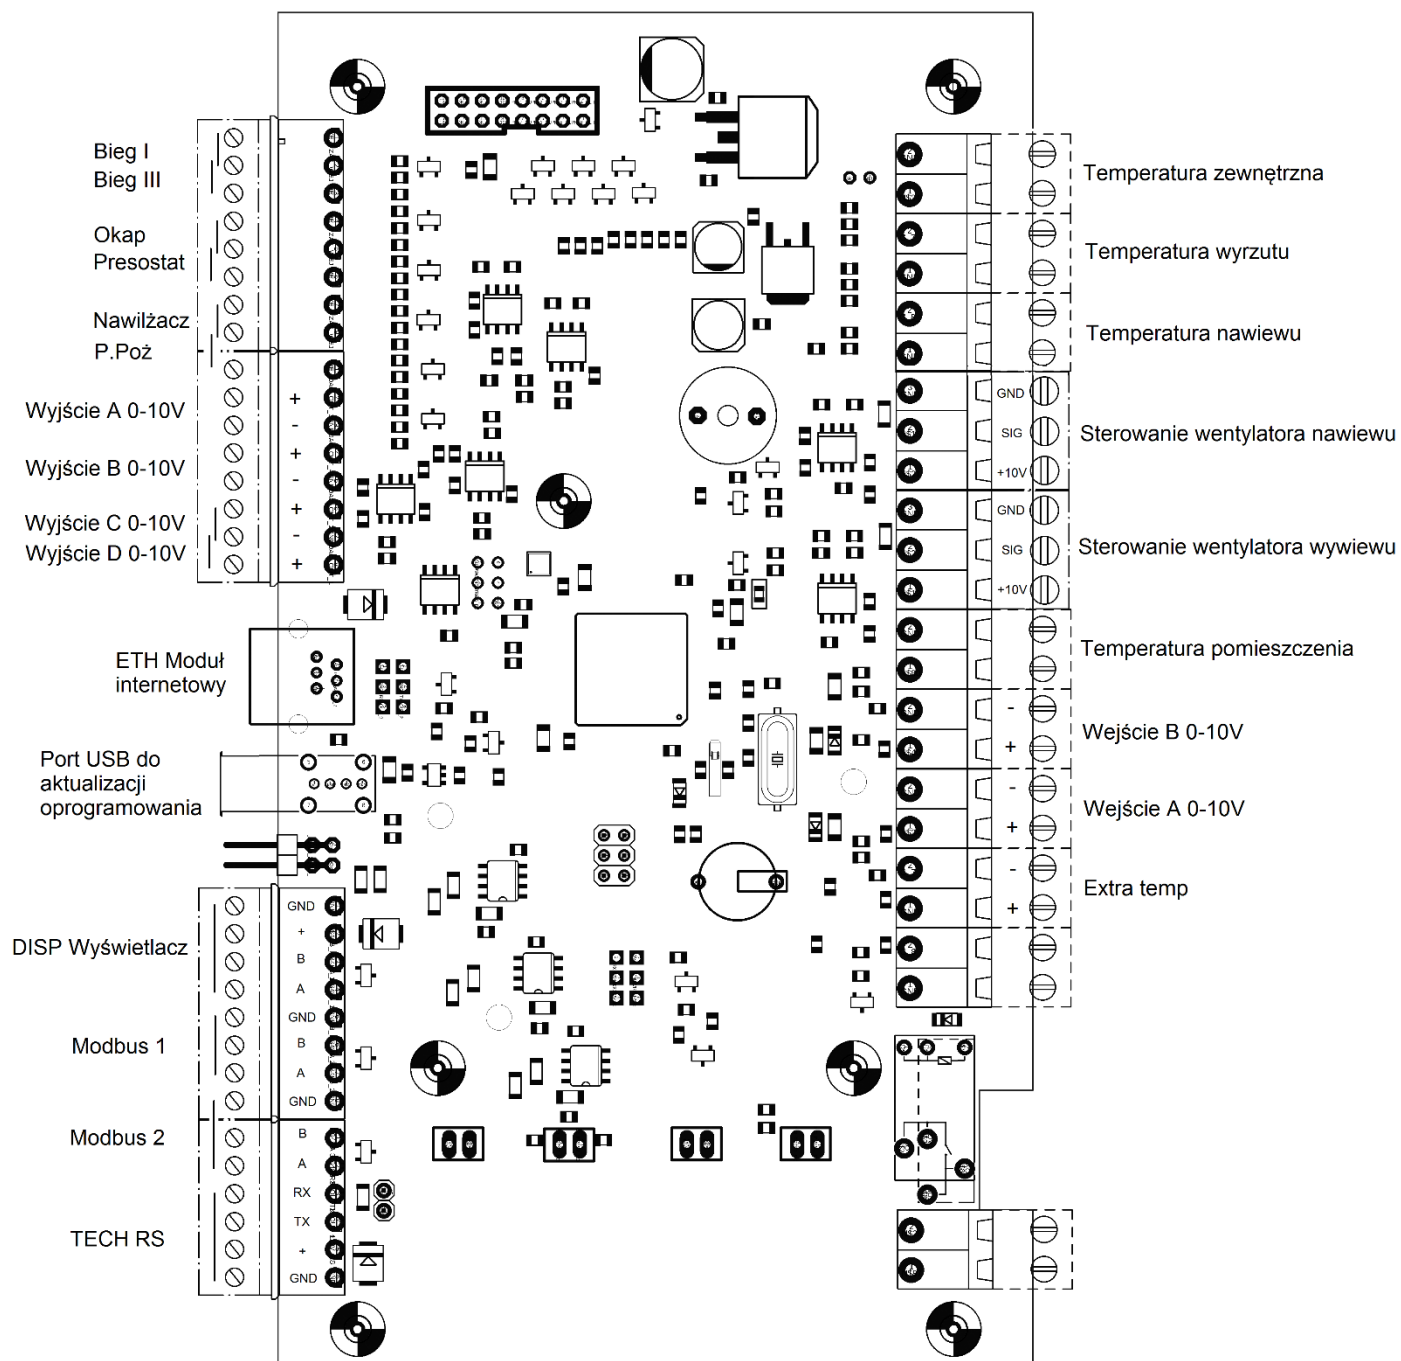 Bieg I
Bieg III
Okap
Presostat
Nawilżacz
P.Poż
Wyjście A 0-10V
+
-
Wyjście B 0-10V
+
-
Wyjście C 0-10V
+
-
Wyjście D 0-10V
+
ETH Moduł
internetowy
Port USB do
aktualizacji
oprogramowania
DISP Wyświetlacz
GND
+
B
A
Modbus 1
GND
B
A
GND
Modbus 2
B
A
TECH RS
RX
TX
+
GND
Temperatura zewnętrzna
Temperatura wyrzutu
Temperatura nawiewu
GND
SIG
+10V
Sterowanie wentylatora nawiewu
GND
SIG
+10V
Sterowanie wentylatora wywiewu
Temperatura pomieszczenia
-
+
Wejście B 0-10V
-
+
Wejście A 0-10V
-
+
Extra temp